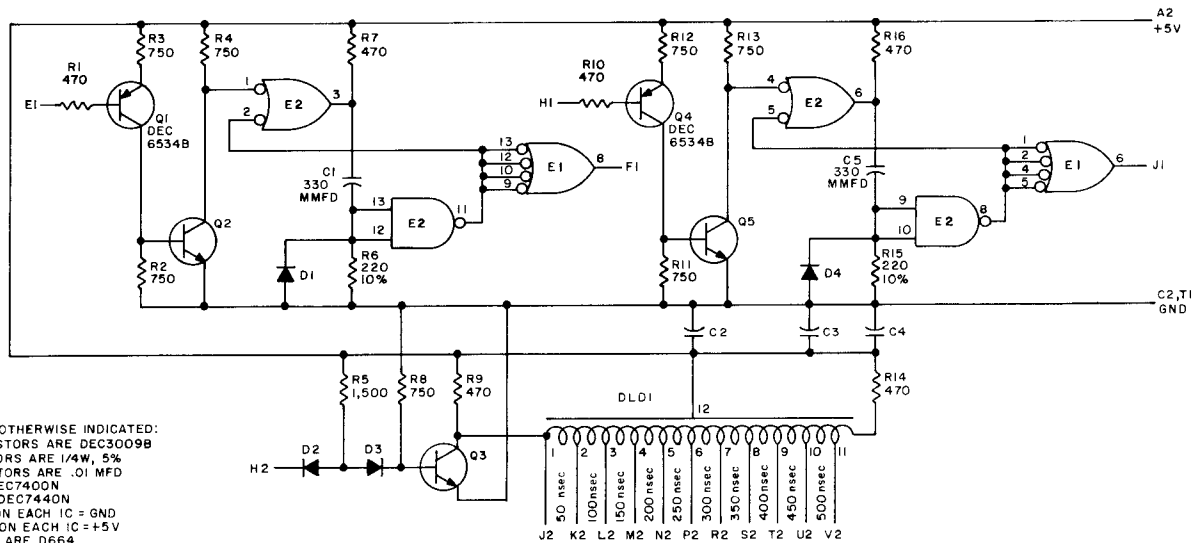 A2
+5V
R3
750
R4
750
R7
470
R12
750
R13
750
R16
470
R1
470
E1
Q1
DEC
6534B
1
2
E2
3
R10
470
H1
Q4
DEC
6534B
4
5
E2
6
13
12
10
9
E1
8
F1
1
2
4
5
E1
6
J1
C1
330
MMFD
C5
330
MMFD
13
12
E2
11
9
10
E2
8
Q2
Q5
R2
750
D1
R6
220
10%
R11
750
D4
R15
220
10%
C2,T1
GND
C2
C3
C4
R5
1,500
R8
750
R9
470
R14
470
DLD1
12
H2
D2
D3
Q3
1 2 3 4 5 6 7 8 9 10 11
50 nsec
100nsec
150 nsec
200 nsec
250 nsec
300 nsec
350 nsec
400nsec
450 nsec
500nsec
J2 K2 L2 M2 N2 P2 R2 S2 T2 U2 V2
OTHERWISE INDICATED:
STORS ARE DEC3009B
ORS ARE 1/4W, 5%
TORS ARE .01 MFD
EC7400N
DEC7440N
ON EACH IC = GND
ON EACH IC = +5V
ARE D664